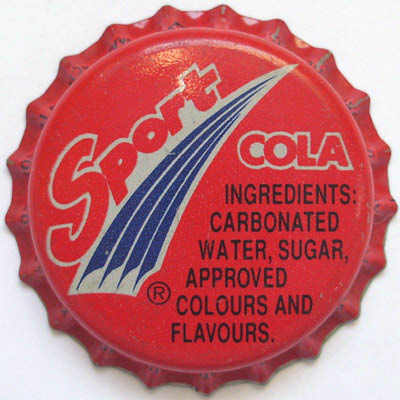 Sport
COLA
INGREDIENTS:
CARBONATED
WATER, SUGAR,
APPROVED
® COLOURS AND
FLAVOURS.